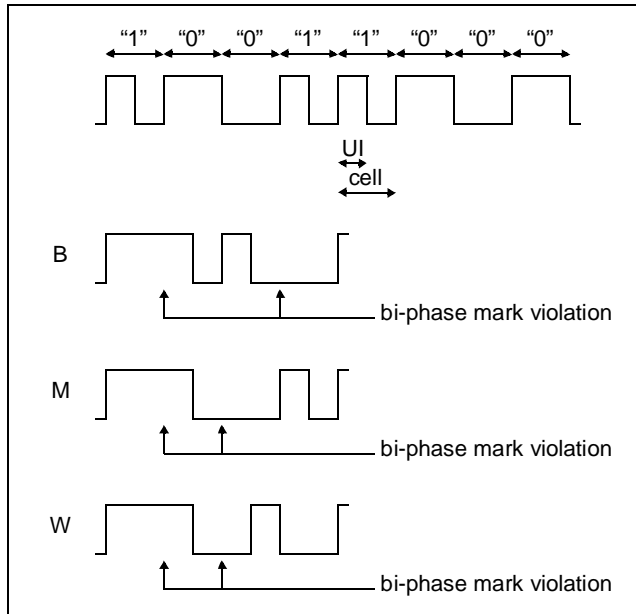 “1” “0” “0” “1” “1” “0” “0” “0”
UI
cell
B
bi-phase mark violation
M
bi-phase mark violation
W
bi-phase mark violation